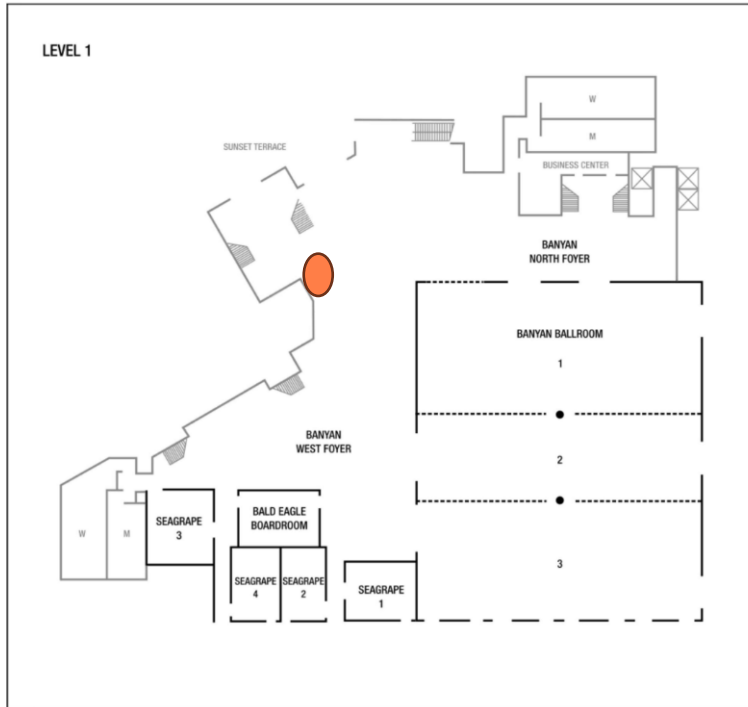 LEVEL 1
W
M
SUNSET TERRACE
BUSINESS CENTER
BANYAN
NORTH FOYER
BANYAN BALLROOM
1
BANYAN
WEST FOYER
2
BALD EAGLE
BOARDROOM
SEAGRAPE
3
W
M
3
SEAGRAPE
4
SEAGRAPE
2
SEAGRAPE
1